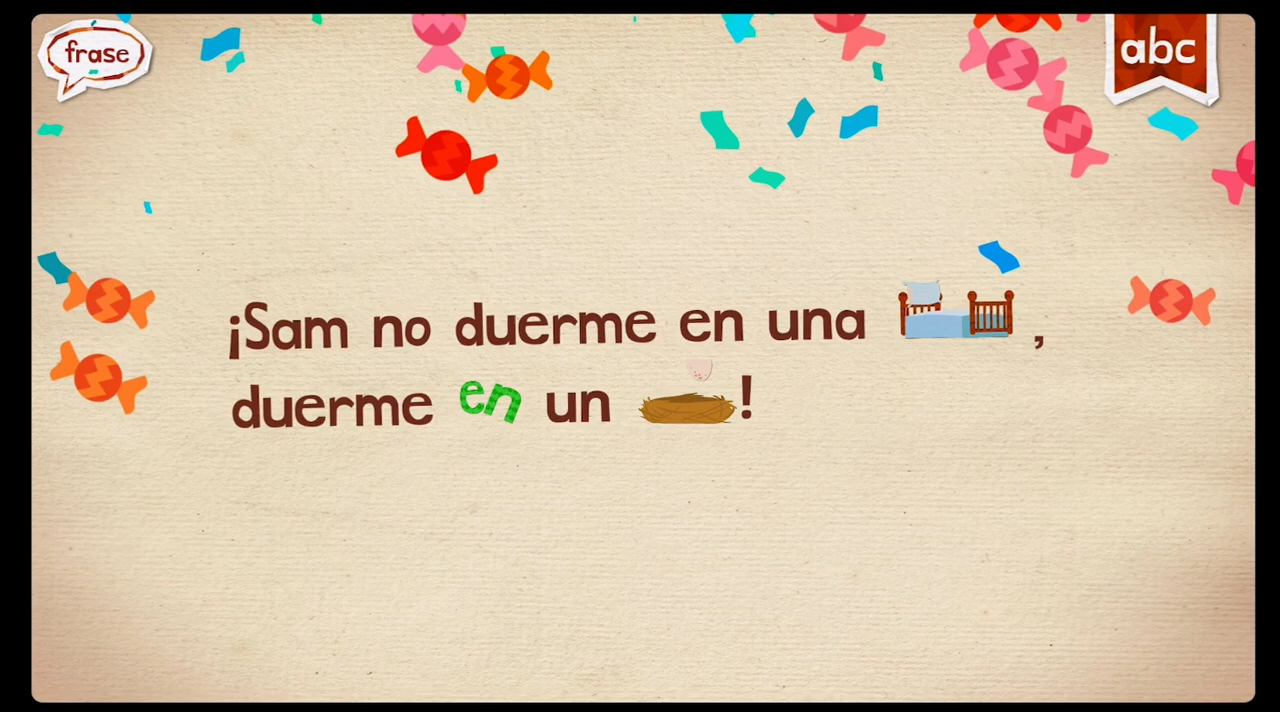 frase
abc
¡Sam no duerme en una ,
duerme en un !